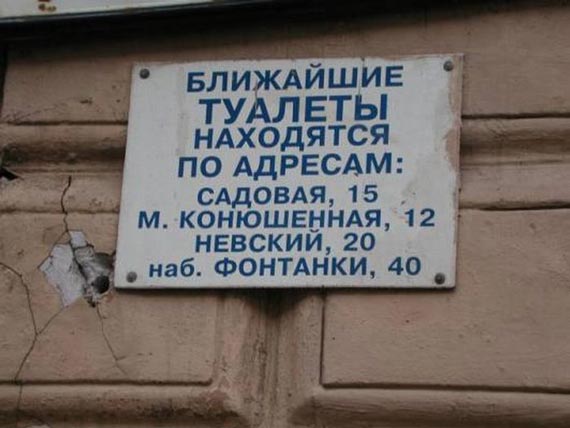 БЛИЖАЙШИЕ
ТУАЛЕТЫ
НАХОДЯТСЯ
ПО АДРЕСАМ:
САДОВАЯ, 15
М. КОНЮШЕННАЯ, 12
НЕВСКИЙ, 20
наб. ФОНТАНКИ, 40